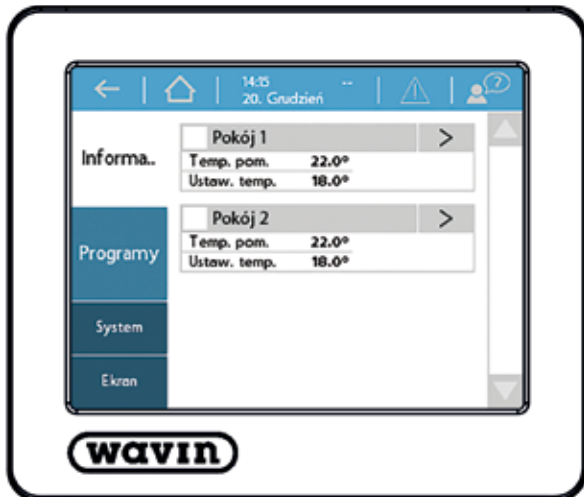 14:15 --
20. Grudzień
?
Informa..
Programy
System
Ekran
Pokój 1 >
Temp. pom. 22.0°
Ustaw. temp. 18.0°
Pokój 2 >
Temp. pom. 22.0°
Ustaw. temp. 18.0°
wavin